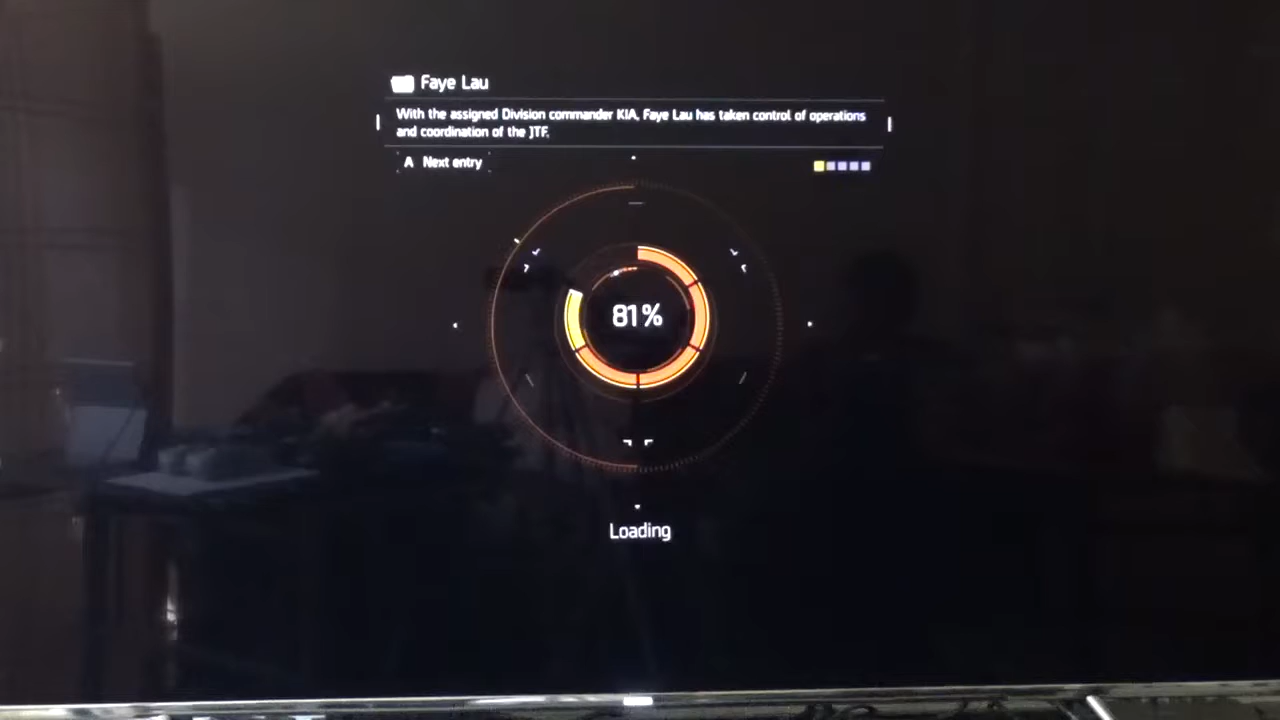 Faye Lau
With the assigned Division commander KIA, Faye Lau has taken control of operations
and coordination of the JTF.
A Next entry
81%
Loading